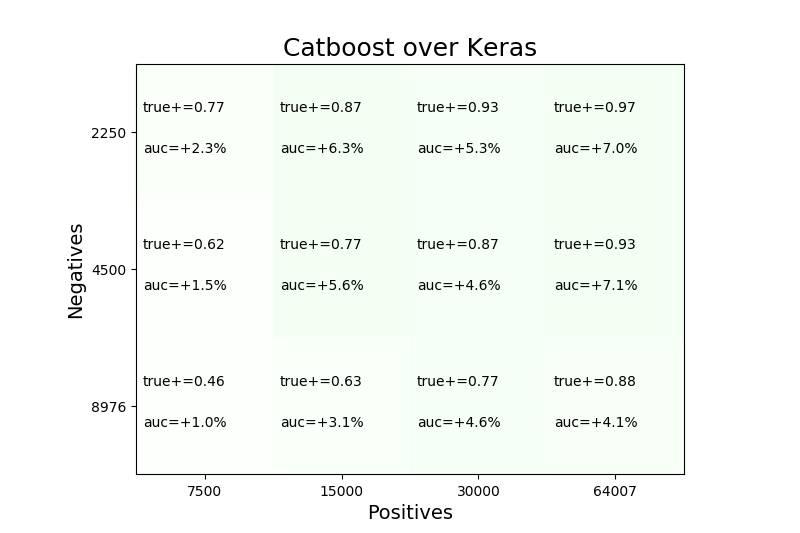 Catboost over Keras
true+=0.77 true+=0.87 true+=0.93 true+=0.97
2250
auc=+2.3% auc=+6.3% auc=+5.3% auc=+7.0%
true+=0.62 true+=0.77 true+=0.87 true+=0.93
Negatives
4500
auc=+1.5% auc=+5.6% auc=+4.6% auc=+7.1%
true+=0.46 true+=0.63 true+=0.77 true+=0.88
8976
auc=+1.0% auc=+3.1% auc=+4.6% auc=+4.1%
7500 15000 30000 64007
Positives